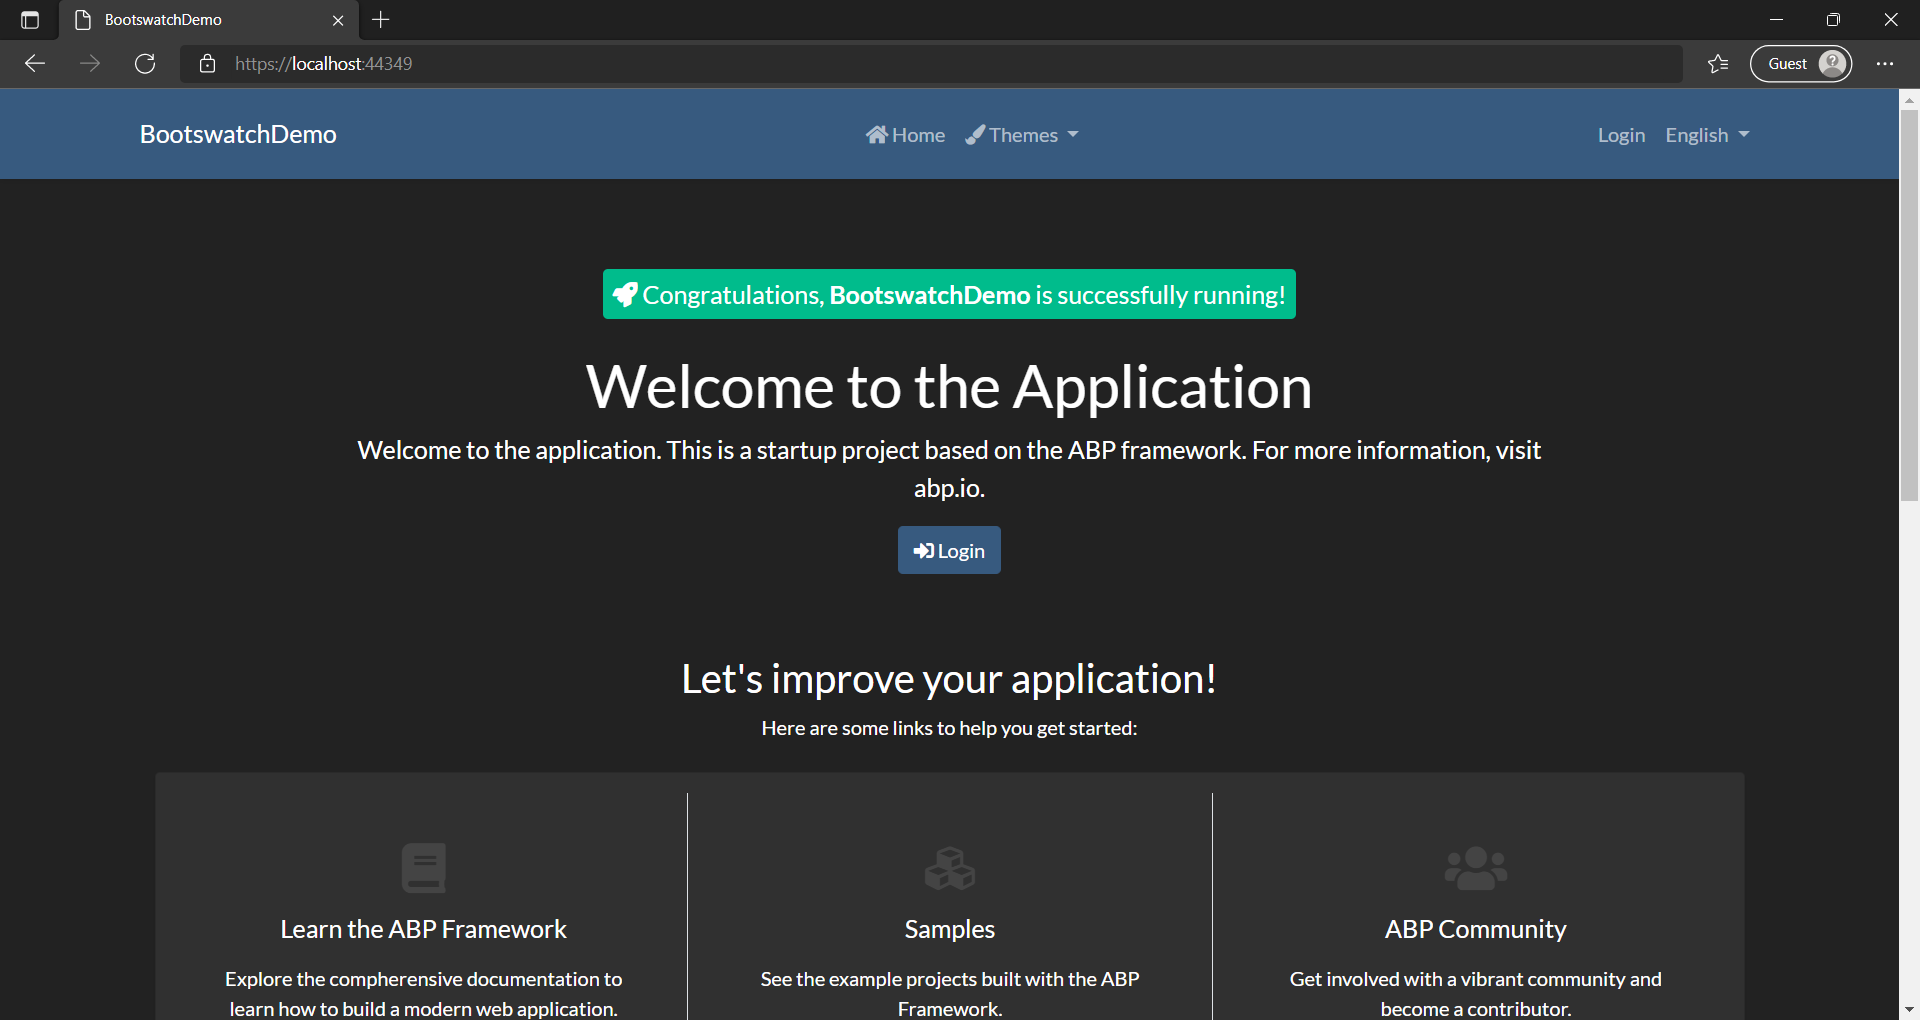 BootswatchDemo
https://localhost:44349
Guest
BootswatchDemo
Home
Themes
Login
English
Congratulations, BootswatchDemo is successfully running!
Welcome to the Application
Welcome to the application. This is a startup project based on the ABP framework. For more information, visit
abp.io.
Login
Let's improve your application!
Here are some links to help you get started:
Learn the ABP Framework
Explore the compherensive documentation to
learn how to build a modern web application.
Samples
See the example projects built with the ABP
Framework.
ABP Community
Get involved with a vibrant community and
become a contributor.